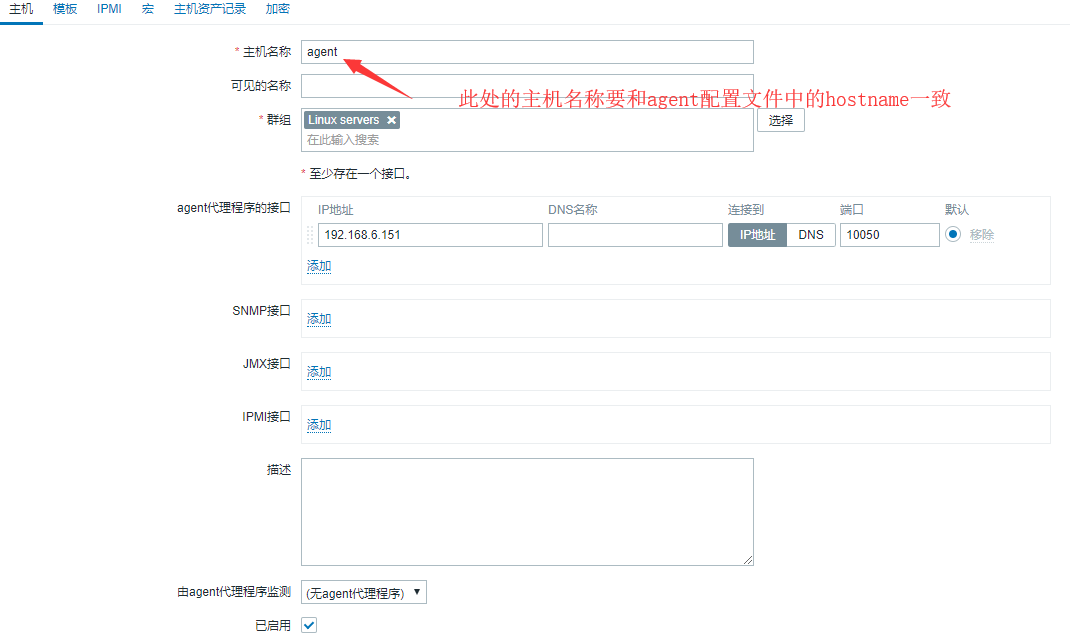 主机 模板 IPMI 宏 主机资产记录 加密
* 主机名称 agent
可见的名称
此处的主机名称要和agent配置文件中的hostname一致
* 群组 Linux servers × 选择
在此输入搜索
* 至少存在一个接口。
agent代理程序的接口 IP地址 DNS名称 连接到 端口 默认
192.168.6.151 IP地址 DNS 10050 移除
添加
SNMP接口 添加
JMX接口 添加
IPMI接口 添加
描述
由agent代理程序监测 (无agent代理程序)
已启用